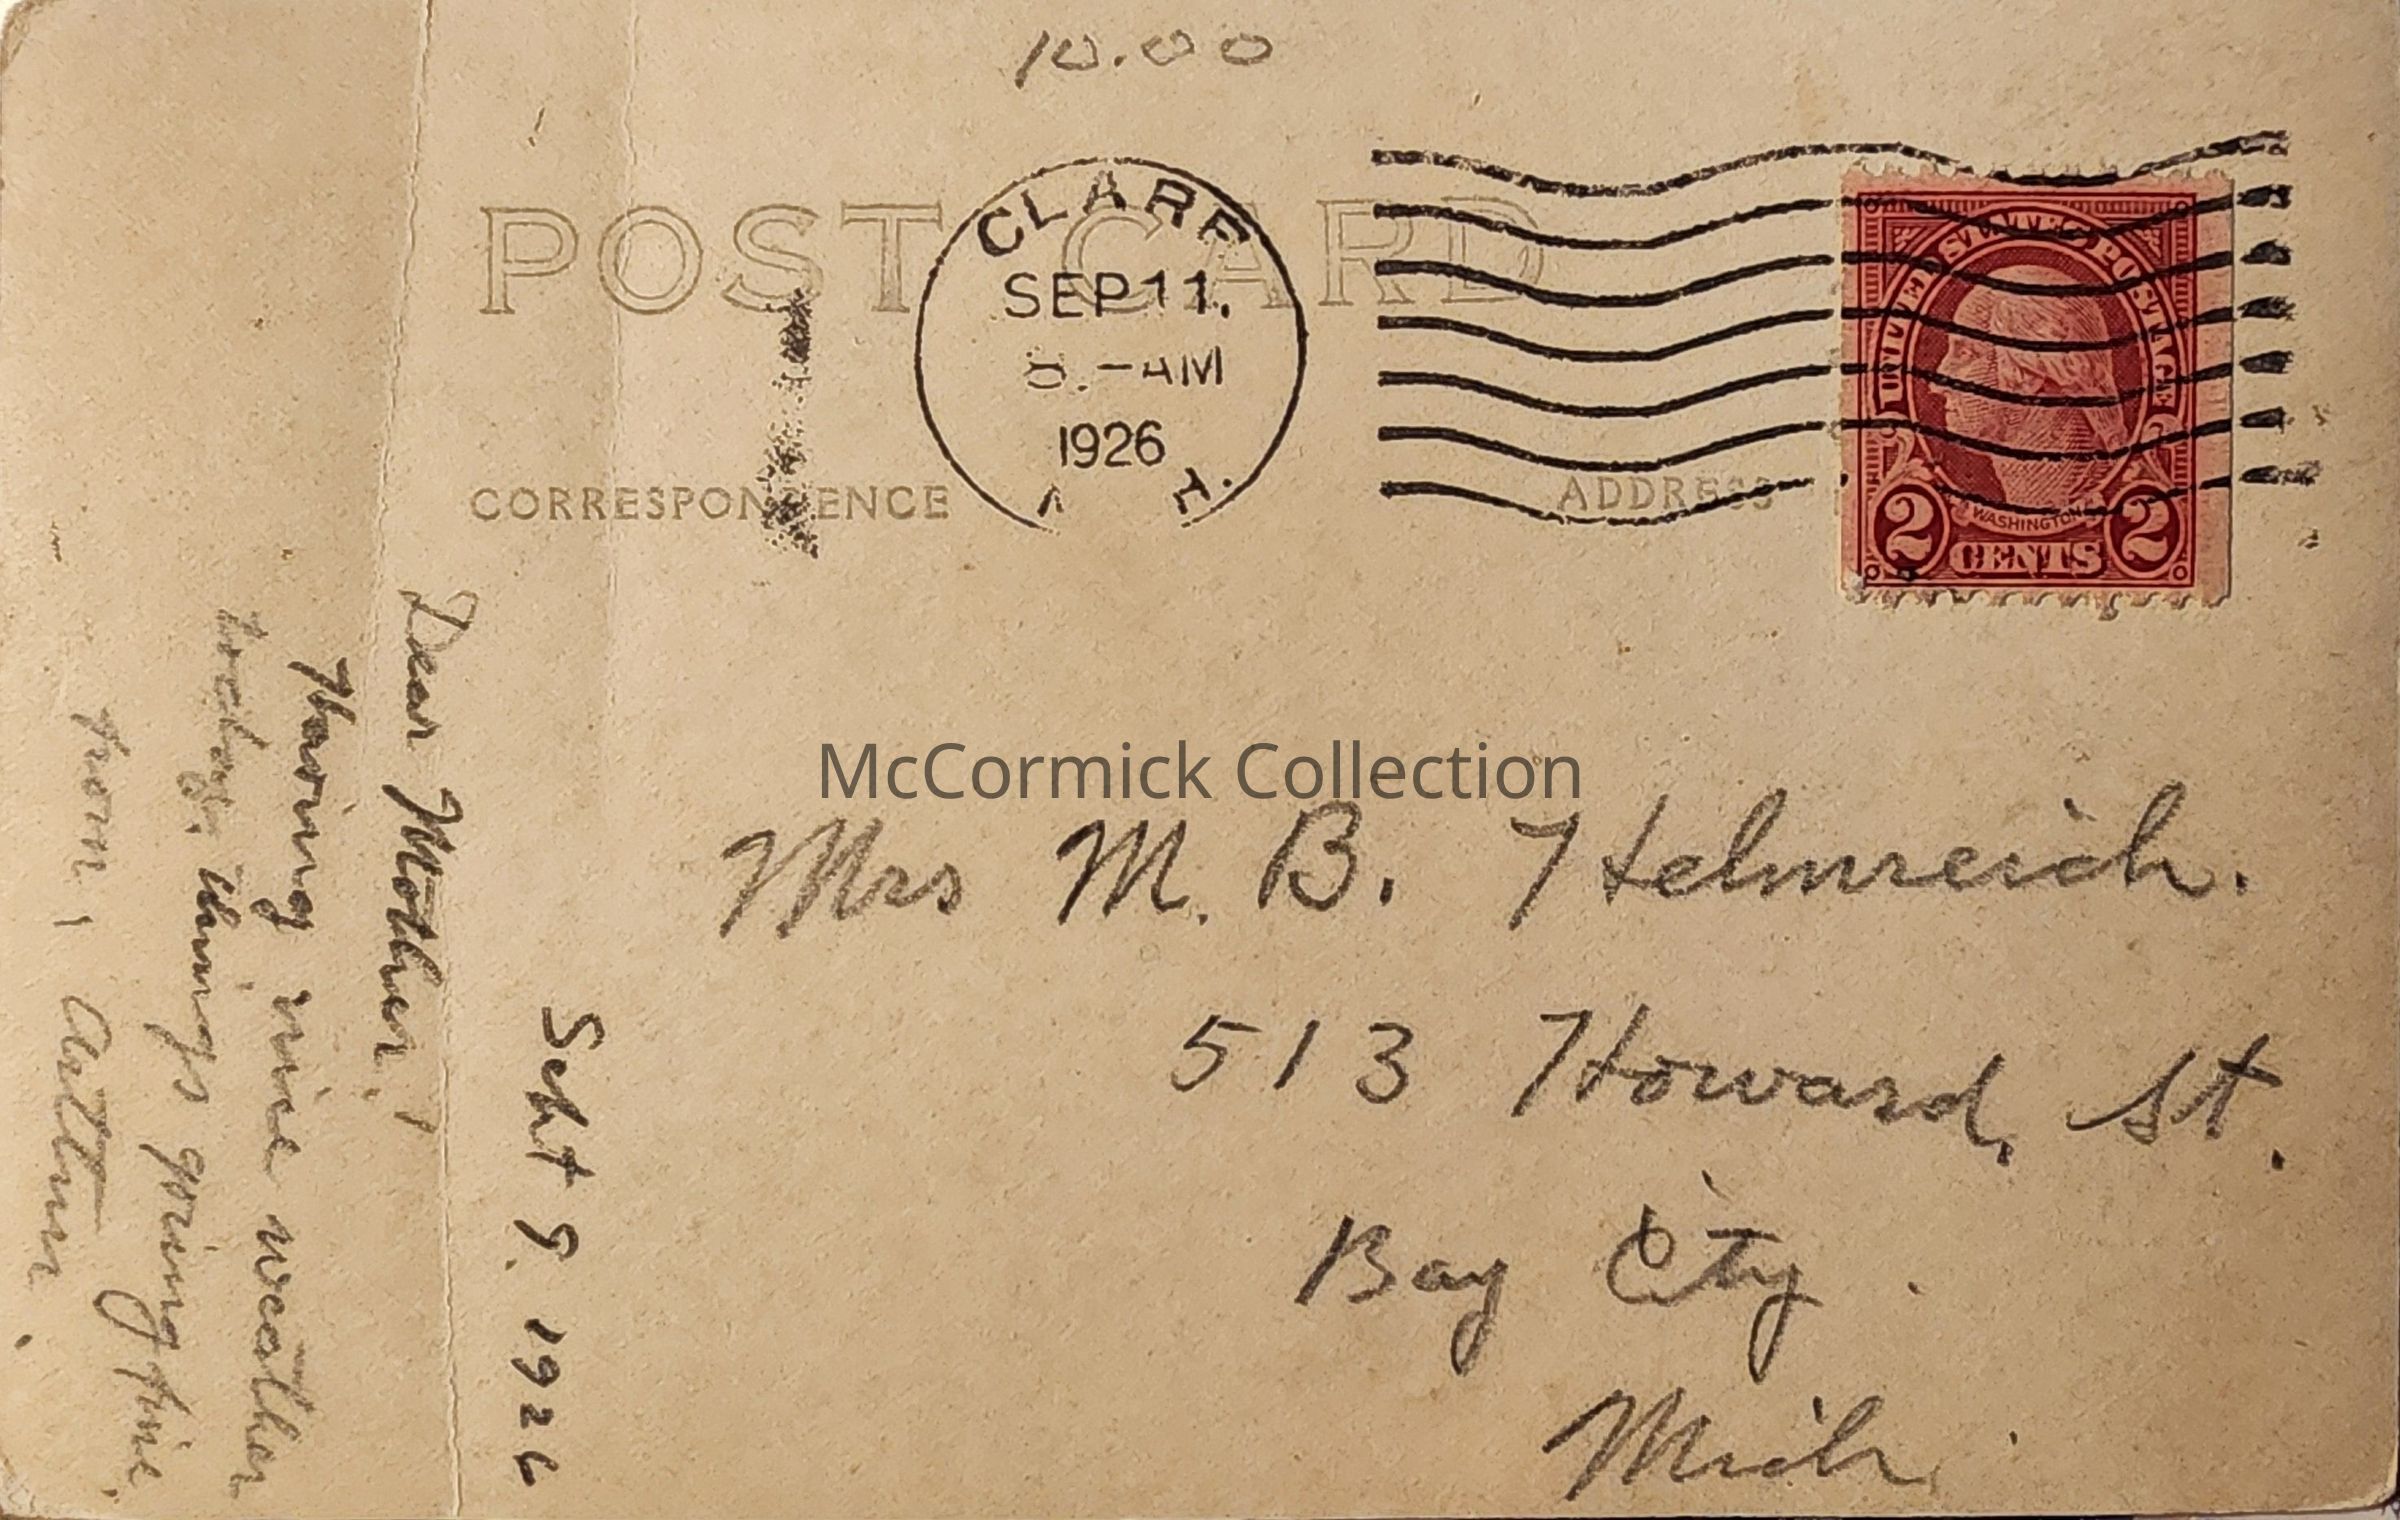 10.00
POST CARD
CLARE
SEP 11.
8.-AM
1926
CORRESPONDENCE
ADDRESS
UNITED STATES POSTAGE
WASHINGTON
2 CENTS 2
McCormick Collection
Mrs M. B. Helmreich.
513 Howard, St.
Bay City.
Mich
Sept 9. 1926
Dear Mother,
Having nice weather
today. things going fine.
from, Arthur.